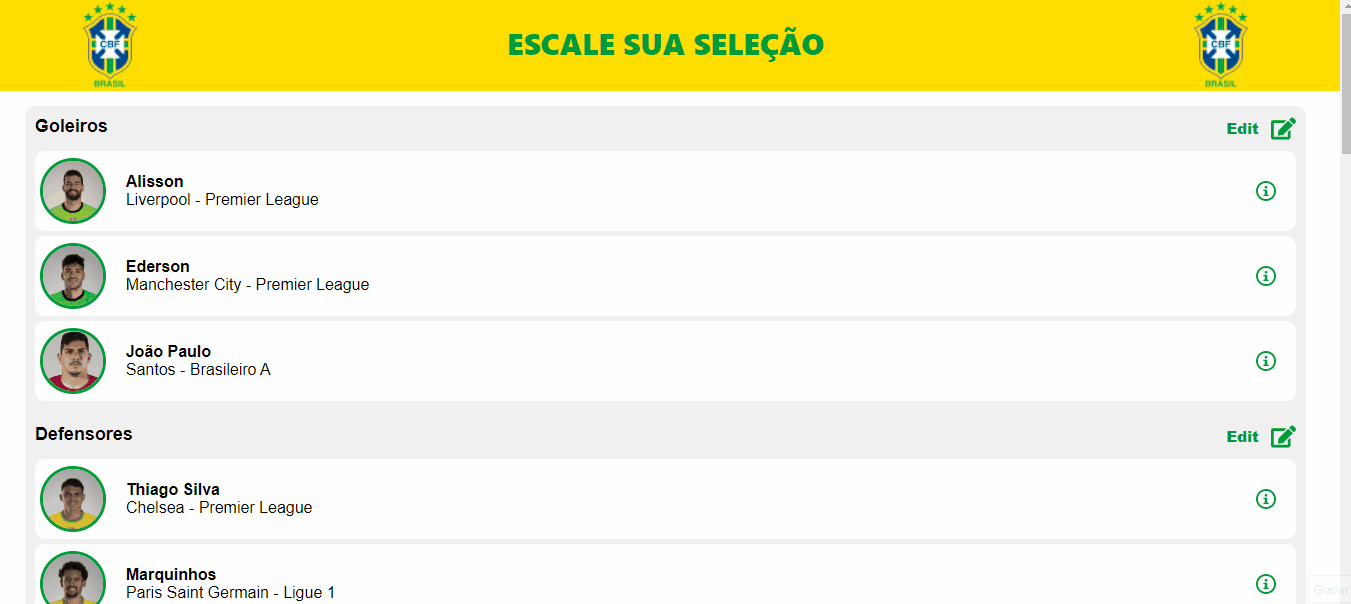 CBF
BRASIL
ESCALE SUA SELEÇÃO
CBF
BRASIL
Goleiros
Edit
Alisson
Liverpool - Premier League
Ederson
Manchester City - Premier League
João Paulo
Santos - Brasileiro A
Defensores
Edit
Thiago Silva
Chelsea - Premier League
Marquinhos
Paris Saint Germain - Ligue 1
Gravar